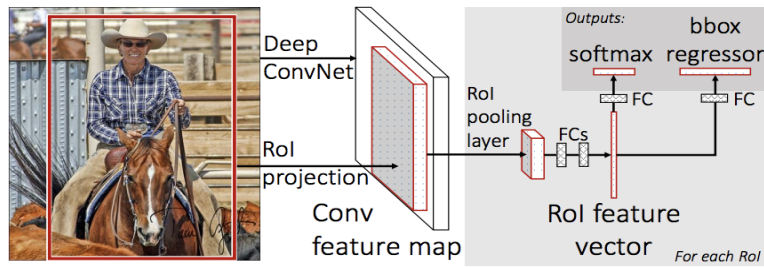 Deep
ConvNet
RoI
projection
Conv
feature map
RoI
pooling
layer
FCs
Outputs:
softmax
bbox
regressor
FC
FC
RoI feature
vector
For each RoI